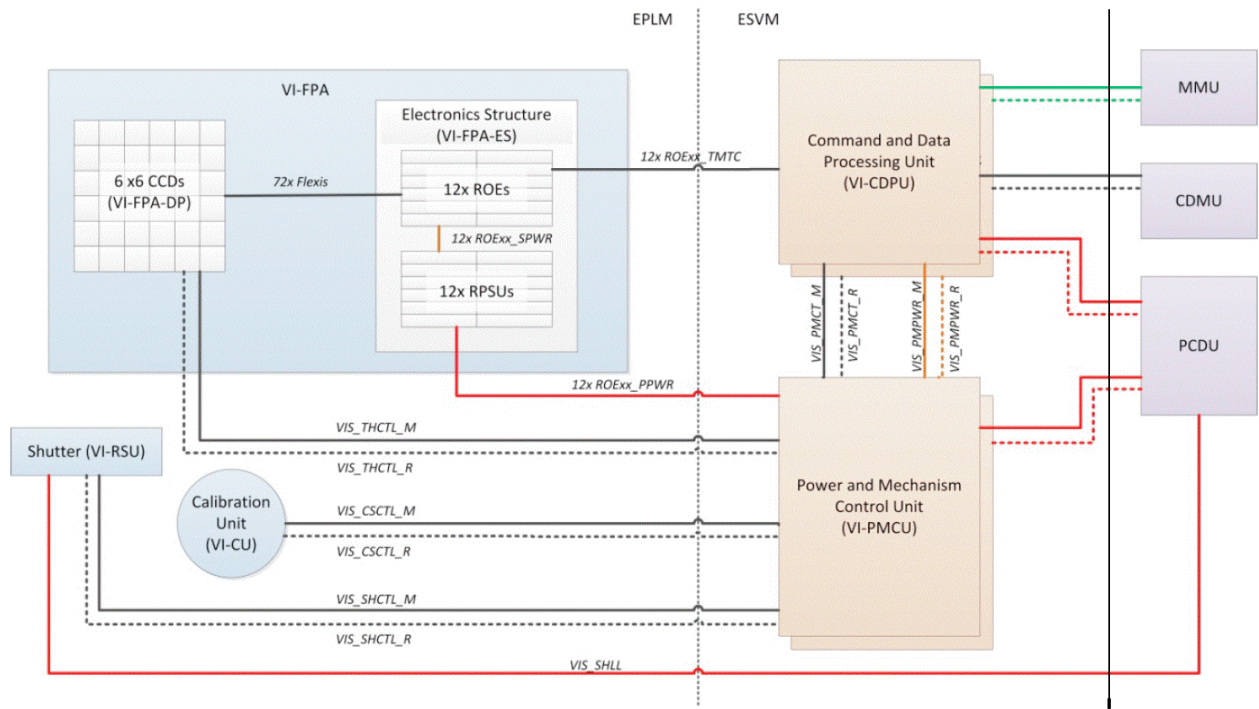 EPLM
ESVM
VI-FPA
Electronics Structure
(VI-FPA-ES)
6 x6 CCDs
(VI-FPA-DP)
72x Flexis
12x ROEs
12x ROExx_SPWR
12x RPSUs
12x ROExx_TMTC
12x ROExx_PPWR
Command and Data
Processing Unit
(VI-CDPU)
MMU
CDMU
PCDU
VIS_PMCT_M
VIS_PMCT_R
VIS_PMPWR_M
VIS_PMPWR_R
Power and Mechanism
Control Unit
(VI-PMCU)
VIS_THCTL_M
VIS_THCTL_R
Shutter (VI-RSU)
Calibration
Unit
(VI-CU)
VIS_CSCTL_M
VIS_CSCTL_R
VIS_SHCTL_M
VIS_SHCTL_R
VIS_SHLL